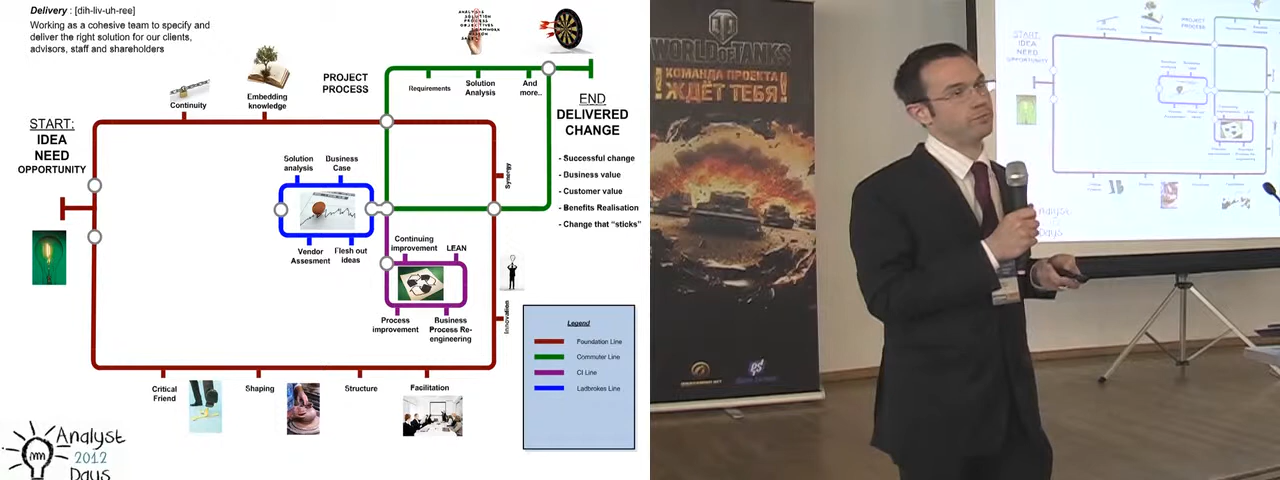 Delivery : [dih-liv-uh-ree]
Working as a cohesive team to specify and
deliver the right solution for our clients,
advisors, staff and shareholders
Continuity
Embedding
knowledge
PROJECT
PROCESS
Requirements
Solution
Analysis
And
more..
START:
IDEA
NEED
OPPORTUNITY
END
DELIVERED
CHANGE
- Successful change
- Business value
- Customer value
- Benefits Realisation
- Change that "sticks"
Synergy
Innovation
Solution
analysis
Business
Case
Vendor
Assesment
Flesh out
ideas
Continuing
improvement
LEAN
Process
improvement
Business
Process Re-
engineering
Legend
Foundation Line
Commuter Line
CI Line
Ladbrokes Line
Critical
Friend
Shaping
Structure
Facilitation
Analyst
2012
Days
WORLD OF TANKS
КОМАНДА ПРОЕКТА
ЖДЁТ ТЕБЯ!
START:
IDEA
NEED
OPPORTUNITY
PROJECT
PROCESS